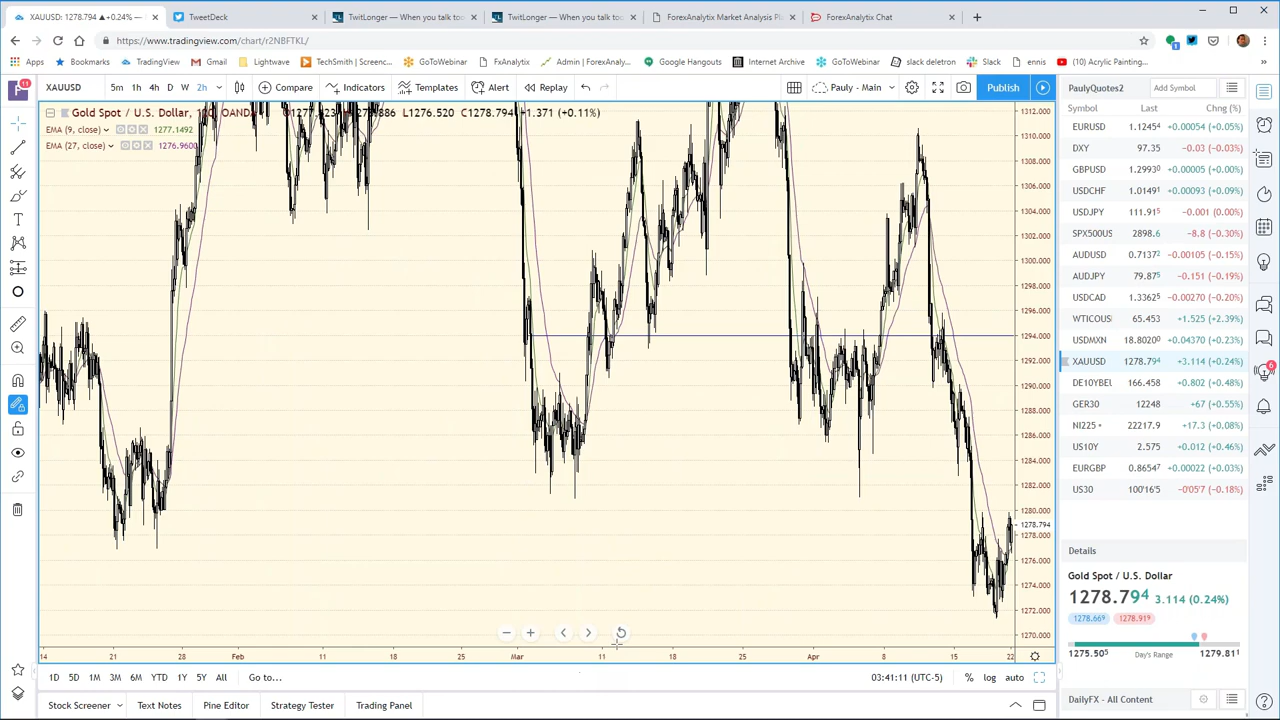 XAUUSD: 1278.794 ▲+0.24% —
TweetDeck
TwitLonger — When you talk too
TwitLonger — When you talk too
ForexAnalytix Market Analysis Pl
ForexAnalytix Chat
https://www.tradingview.com/chart/r2NBFTKL/
Apps
Bookmarks
TradingView
Gmail
Lightwave
TechSmith | Screenc...
GoToWebinar
FxAnalytix
Admin · (ForexAnaly...
Google Hangouts
Investing
GoToWebinar
slack deletron
Slack
ennis
(1) Acrylic Painting...
11
XAUUSD
5m 1h 4h D W 2h
Compare
Indicators
Templates
Alert
Replay
Pauly - Main
Publish
PaulyQuotes2
Add Symbol
Symbol Last Chng (%)
Gold Spot / U.S. Dollar,
L1276.520 C1278.794
(+0.11%)
EMA (9, close) 1277.1492
EMA (27, close) 1276.9600
EURUSD 1.12454 +0.00054 (+0.05%)
DXY 97.35 −0.03 (−0.03%)
GBPUSD 1.29930 +0.00005 (+0.00%)
USDCHF 1.01491 +0.00093 (+0.09%)
USDJPY 111.915 −0.001 (0.00%)
SPX500US 2898.6 −8.8 (−0.30%)
AUDUSD 0.71372 −0.00105 (−0.15%)
AUDJPY 79.875 −0.151 (−0.19%)
USDCAD 1.33625 −0.00270 (−0.20%)
WTICOUS 65.453 +1.525 (+2.39%)
USDMXN 18.8020 +0.04370 (+0.23%)
XAUUSD 1278.794 +3.114 (+0.24%)
DE10YBEU 166.458 +0.802 (+0.48%)
GER30 12248 +67 (+0.55%)
NI225 22217.9 +17.3 (+0.08%)
US10Y 2.575 +0.012 (+0.46%)
EURGBP 0.86547 +0.00022 (+0.03%)
US30 100'16'5 −0'05'7 (−0.18%)
1312.000
1310.000
1308.000
1306.000
1304.000
1302.000
1300.000
1298.000
1296.000
1294.000
1292.000
1290.000
1288.000
1286.000
1284.000
1282.000
1280.000
1278.794
1278.000
1276.000
1274.000
1272.000
1270.000
Details
Gold Spot / U.S. Dollar
1278.794 3.114 (0.24%)
1278.669 1278.919
1275.505 Day's Range 1279.811
14 21 28 Feb 11 18 25 Mar 11 18 25 Apr 8 15 22
1D 5D 1M 3M 6M YTD 1Y 5Y All Go to...
03:41:11 (UTC-5) % log auto
Stock Screener
Text Notes
Pine Editor
Strategy Tester
Trading Panel
DailyFX - All Content
6